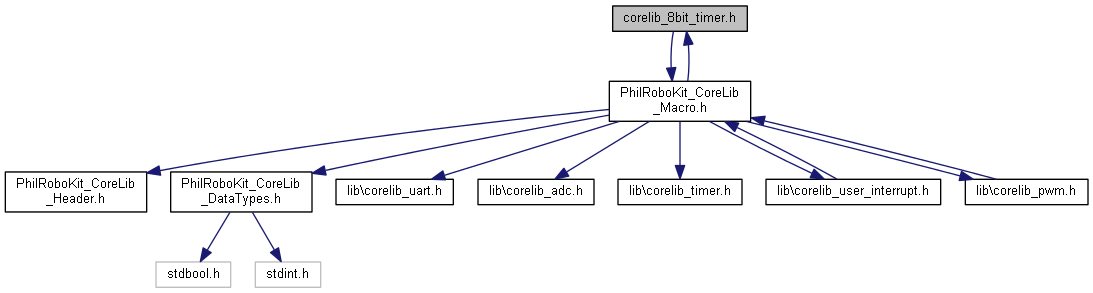 corelib_8bit_timer.h
PhilRoboKit_CoreLib
_Macro.h
PhilRoboKit_CoreLib
_Header.h
PhilRoboKit_CoreLib
_DataTypes.h
lib\corelib_uart.h
lib\corelib_adc.h
lib\corelib_timer.h
lib\corelib_user_interrupt.h
lib\corelib_pwm.h
stdbool.h
stdint.h